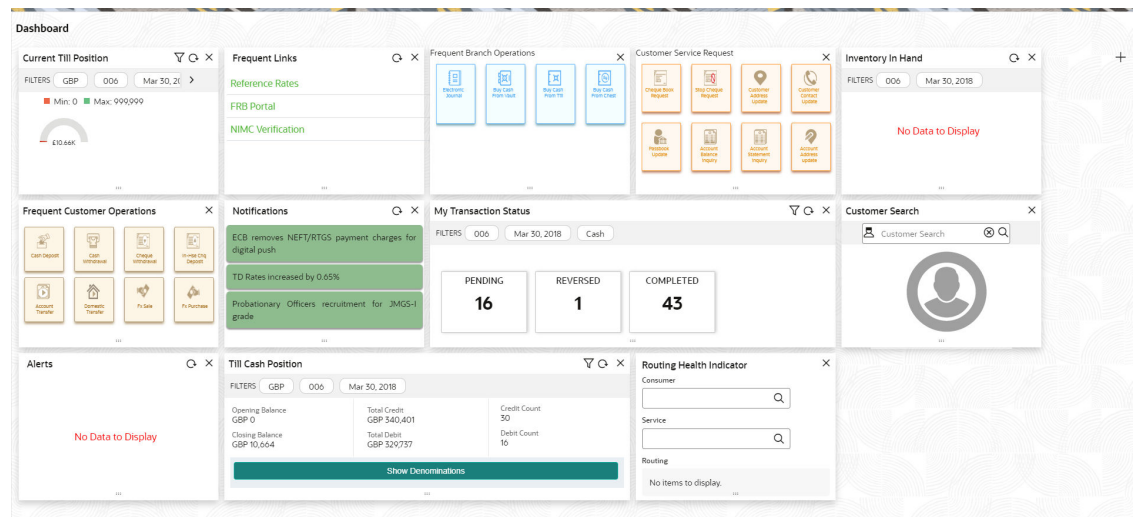 Dashboard
Current Till Position
FILTERS GBP 006 Mar 30, 20
Min: 0 Max: 999,999
£10.66K
Frequent Links
Reference Rates
FRB Portal
NIMC Verification
Frequent Branch Operations
Electronic Journal
Buy Cash From Vault
Buy Cash From Till
Buy Cash From Chest
Customer Service Request
Cheque Book Request
Stop Cheque Request
Customer Address Update
Customer Contact Update
Passbook Update
Account Balance Inquiry
Account Statement Inquiry
Account Address Update
Inventory In Hand
FILTERS 006 Mar 30, 2018
No Data to Display
Frequent Customer Operations
Cash Deposit
Cash Withdrawal
Cheque Withdrawal
In-Hse Chq Deposit
Account Transfer
Domestic Transfer
Fx Sale
Fx Purchase
Notifications
ECB removes NEFT/RTGS payment charges for
digital push
TD Rates increased by 0.65%
Probationary Officers recruitment for JMGS-I
grade
My Transaction Status
FILTERS 006 Mar 30, 2018 Cash
PENDING REVERSED COMPLETED
16 1 43
Customer Search
Customer Search
Alerts
No Data to Display
Till Cash Position
FILTERS GBP 006 Mar 30, 2018
Opening Balance Total Credit Credit Count
GBP 0 GBP 340,401 30
Closing Balance Total Debit Debit Count
GBP 10,664 GBP 329,737 16
Show Denominations
Routing Health Indicator
Consumer
Service
Routing
No items to display.